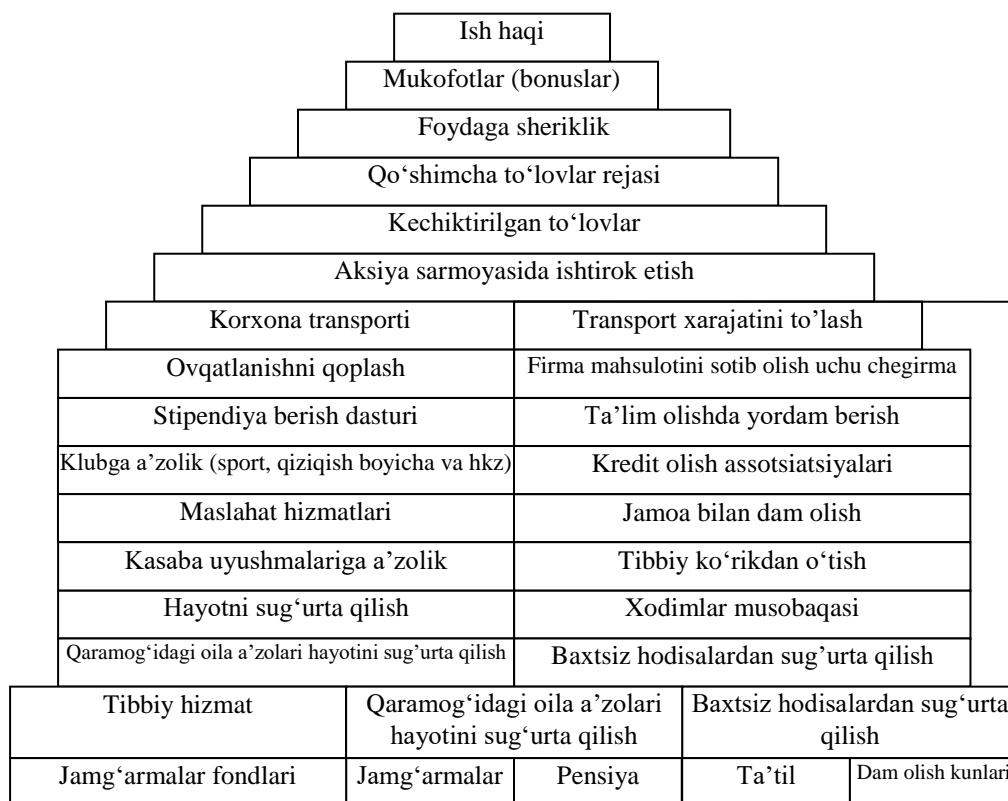 Ish haqi
Mukofotlar (bonuslar)
Foydaga sheriklik
Qo‘shimcha to‘lovlar rejasi
Kechiktirilgan to‘lovlar
Aksiya sarmoyasida ishtirok etish
Korxona transporti
Transport xarajatini to’lash
Ovqatlanishni qoplash
Firma mahsulotini sotib olish uchu chegirma
Stipendiya berish dasturi
Ta’lim olishda yordam berish
Klubga a’zolik (sport, qiziqish boyicha va hkz)
Kredit olish assotsiatsiyalari
Maslahat hizmatlari
Jamoa bilan dam olish
Kasaba uyushmalariga a’zolik
Tibbiy ko‘rikdan o‘tish
Hayotni sug‘urta qilish
Xodimlar musobaqasi
Qaramog‘idagi oila a’zolari hayotini sug’urta qilish
Baxtsiz hodisalardan sug’urta qilish
Tibbiy hizmat
Qaramog‘idagi oila a’zolari
hayotini sug‘urta qilish
Baxtsiz hodisalardan sug‘urta
qilish
Jamg‘armalar fondlari
Jamg‘armalar
Pensiya
Ta’til
Dam olish kunlari